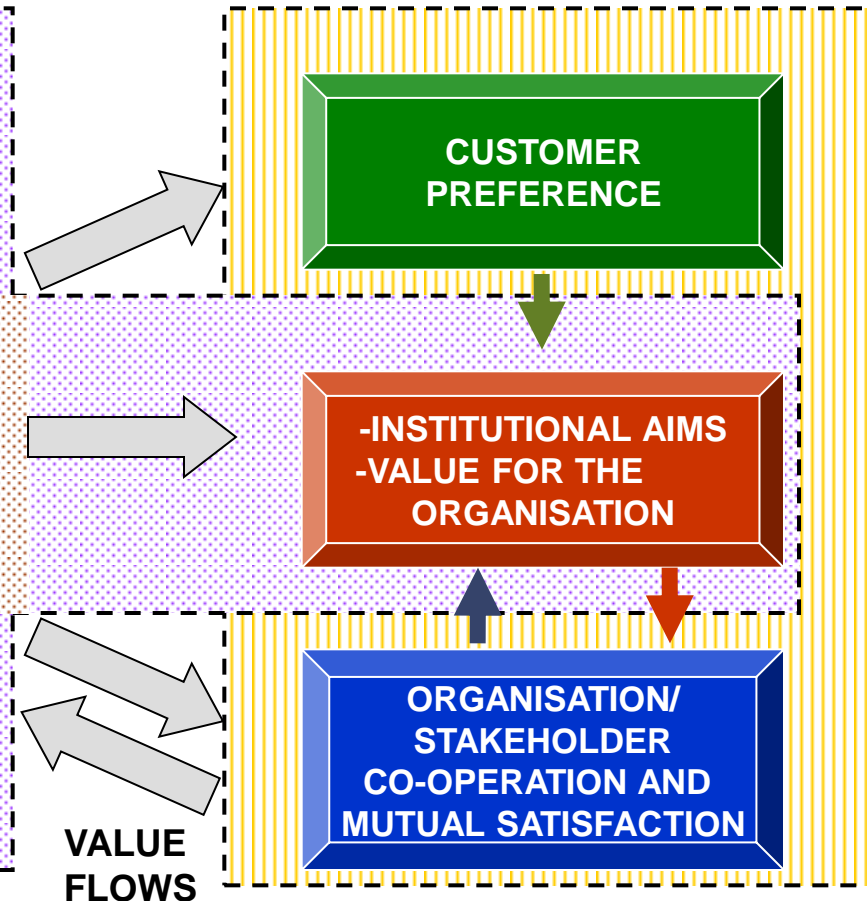 CUSTOMER
PREFERENCE
-INSTITUTIONAL AIMS
-VALUE FOR THE
ORGANISATION
ORGANISATION/
STAKEHOLDER
CO-OPERATION AND
MUTUAL SATISFACTION
VALUE
FLOWS